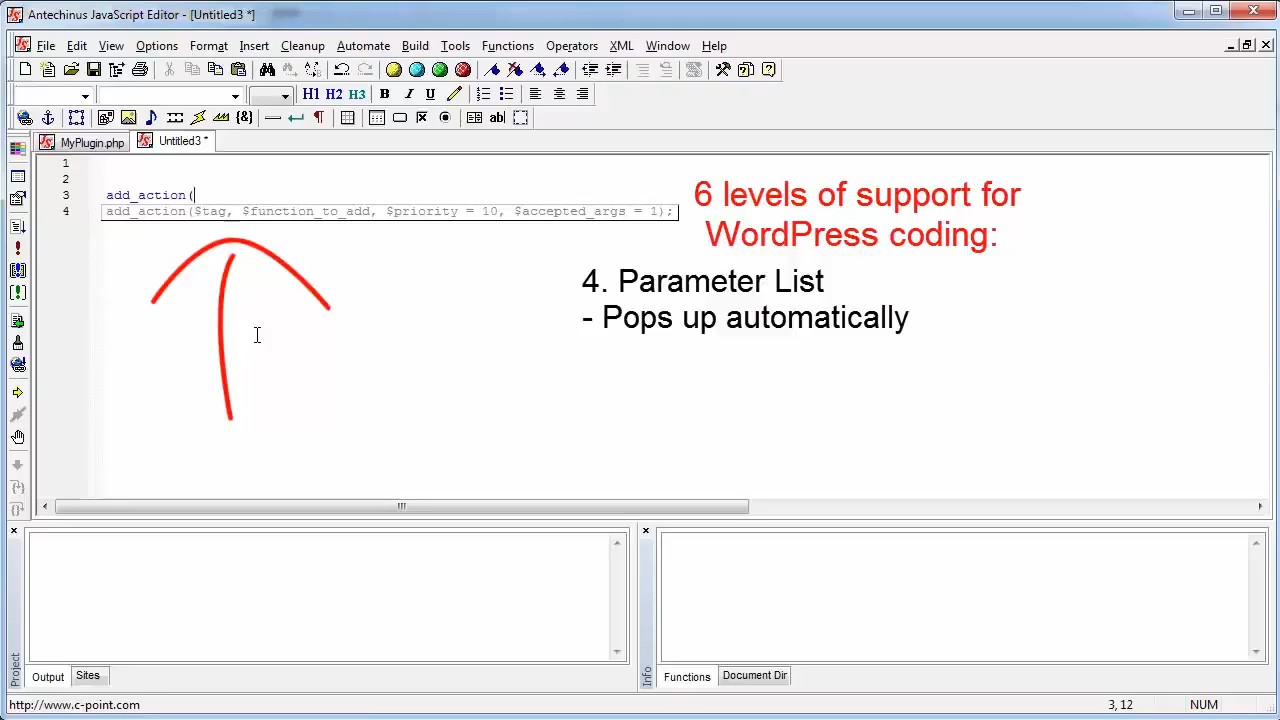 Antechinus JavaScript Editor - [Untitled3 *]
File Edit View Options Format Insert Cleanup Automate Build Tools Functions Operators XML Window Help
H1 H2 H3 B I U
ab|
MyPlugin.php Untitled3 *
1
2
3 add_action(
4 add_action($tag, $function_to_add, $priority = 10, $accepted_args = 1);
6 levels of support for
WordPress coding:
4. Parameter List
- Pops up automatically
Project
Output Sites
Info
Functions Document Dir
http://www.c-point.com 3, 12 NUM